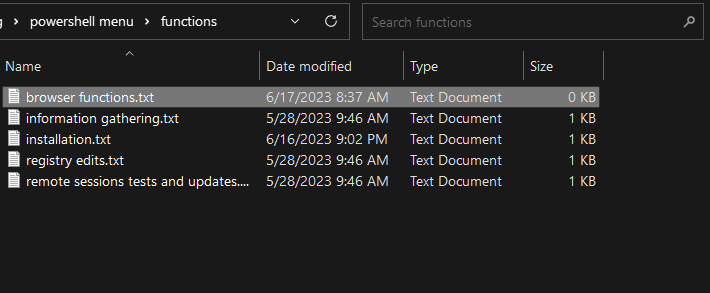 g > powershell menu > functions Search functions
Name Date modified Type Size
browser functions.txt 6/17/2023 8:37 AM Text Document 0 KB
information gathering.txt 5/28/2023 9:46 AM Text Document 1 KB
installation.txt 6/16/2023 9:02 PM Text Document 1 KB
registry edits.txt 5/28/2023 9:46 AM Text Document 1 KB
remote sessions tests and updates.... 5/28/2023 9:46 AM Text Document 1 KB